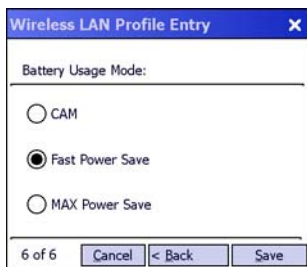 Wireless LAN Profile Entry
Battery Usage Mode:
CAM
Fast Power Save
MAX Power Save
6 of 6 Cancel < Back Save